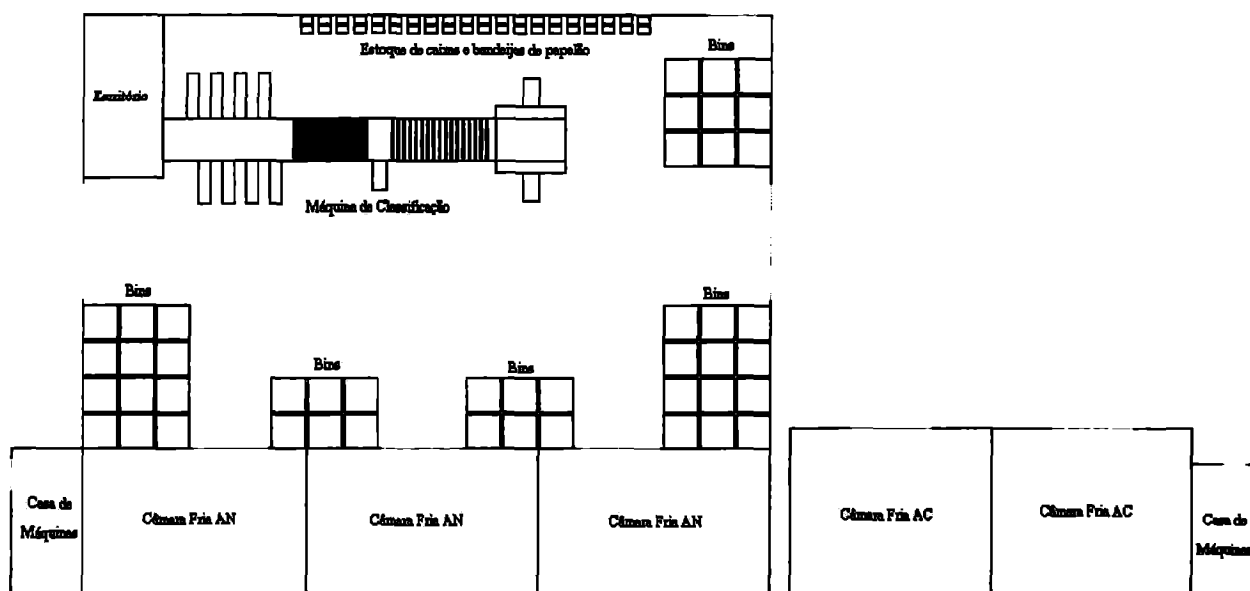 Estoque de caixas e bandeijas de papelão
Bins
Escritório
Máquina de Classificação
Bins
Bins
Bins
Bins
Casa de
Máquinas
Câmara Fria AN
Câmara Fria AN
Câmara Fria AN
Câmara Fria AC
Câmara Fria AC
Casa de
Máquinas